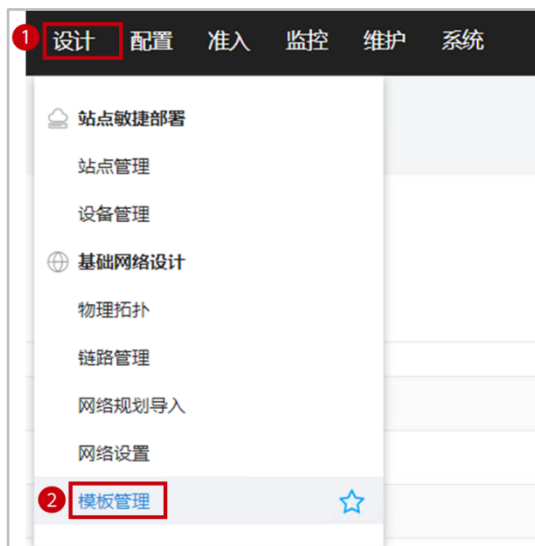 1 设计 配置 准入 监控 维护 系统
站点敏捷部署
站点管理
设备管理
基础网络设计
物理拓扑
链路管理
网络规划导入
网络设置
2 模板管理